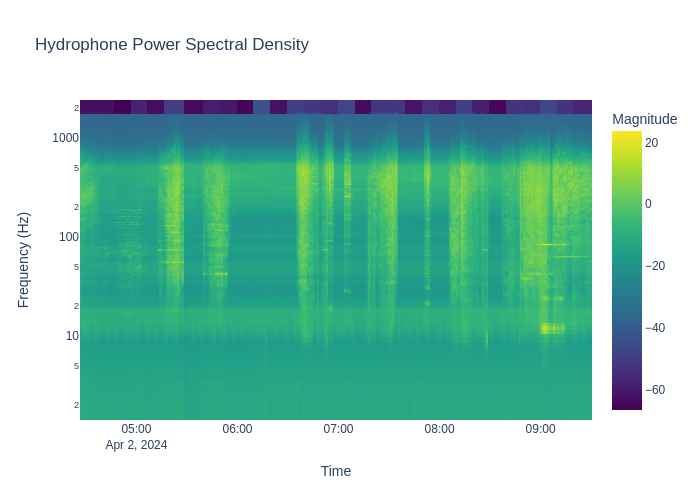 Hydrophone Power Spectral Density
Magnitude
2
1000
5
2
100
5
2
10
5
2
20
0
−20
−40
−60
Frequency (Hz)
05:00 06:00 07:00 08:00 09:00
Apr 2, 2024
Time